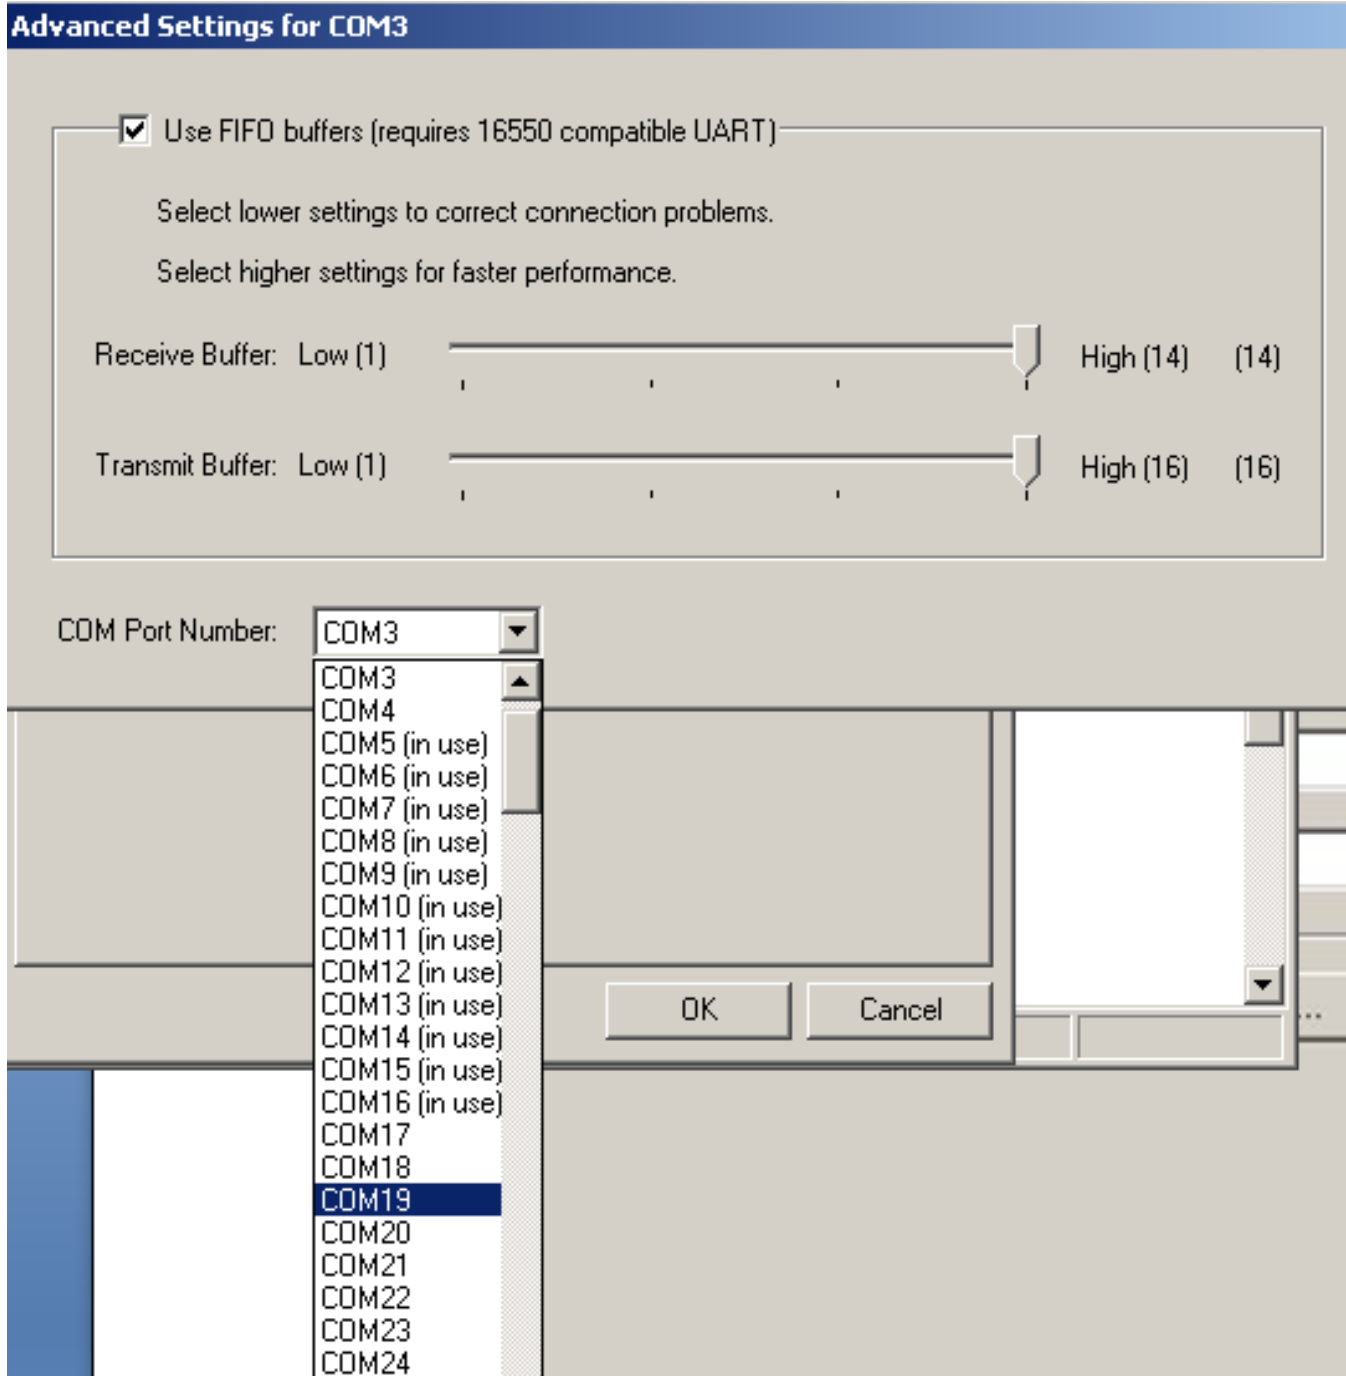 Advanced Settings for COM3
Use FIFO buffers (requires 16550 compatible UART)
Select lower settings to correct connection problems.
Select higher settings for faster performance.
Receive Buffer: Low (1) High (14) (14)
Transmit Buffer: Low (1) High (16) (16)
COM Port Number: COM3
COM3
COM4
COM5 (in use)
COM6 (in use)
COM7 (in use)
COM8 (in use)
COM9 (in use)
COM10 (in use)
COM11 (in use)
COM12 (in use)
COM13 (in use)
COM14 (in use)
COM15 (in use)
COM16 (in use)
COM17
COM18
COM19
COM20
COM21
COM22
COM23
COM24
OK Cancel
...